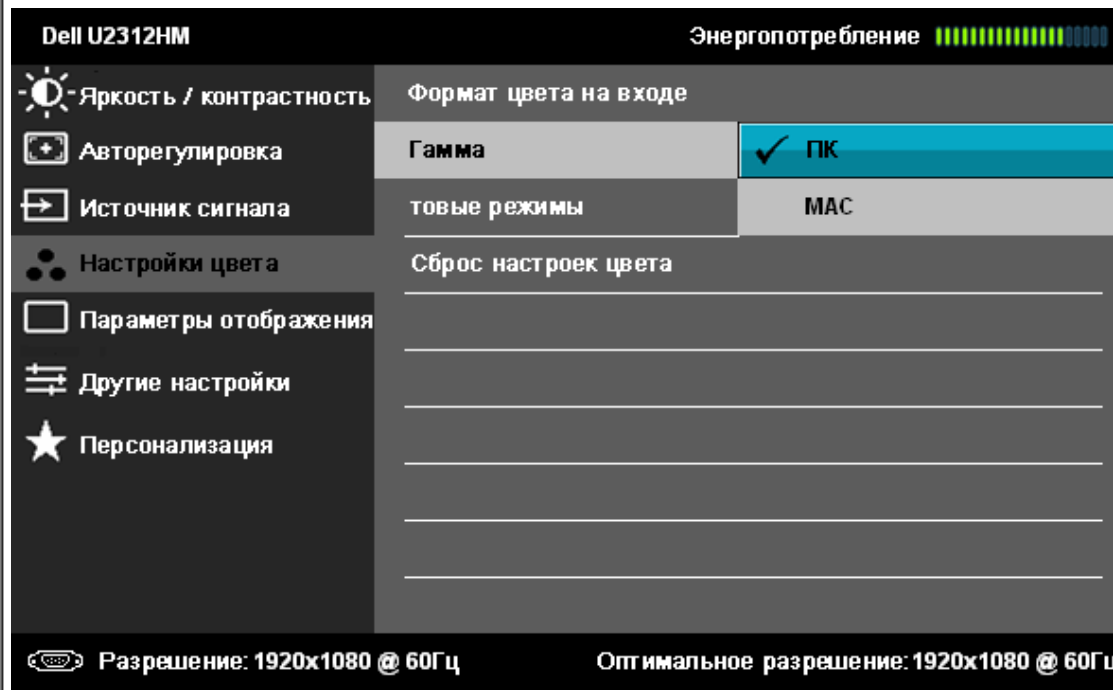 Dell U2312HM Энергопотребление
Яркость / контрастность Формат цвета на входе
Авторегулировка Гамма ПК
Источник сигнала товые режимы MAC
Настройки цвета Сброс настроек цвета
Параметры отображения
Другие настройки
Персонализация
Разрешение: 1920x1080 @ 60Гц Оптимальное разрешение: 1920x1080 @ 60Гц